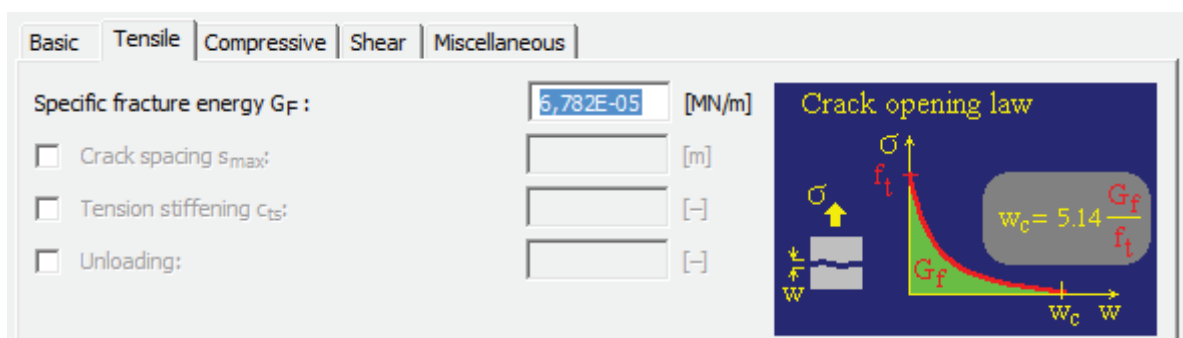 Basic Tensile Compressive Shear Miscellaneous
Specific fracture energy GF : 6,782E-05 [MN/m]
Crack spacing smax: [m]
Tension stiffening cts: [-]
Unloading: [-]
Crack opening law
σ
ft
σ
wc= 5.14 Gf
ft
Gf
w
wc w